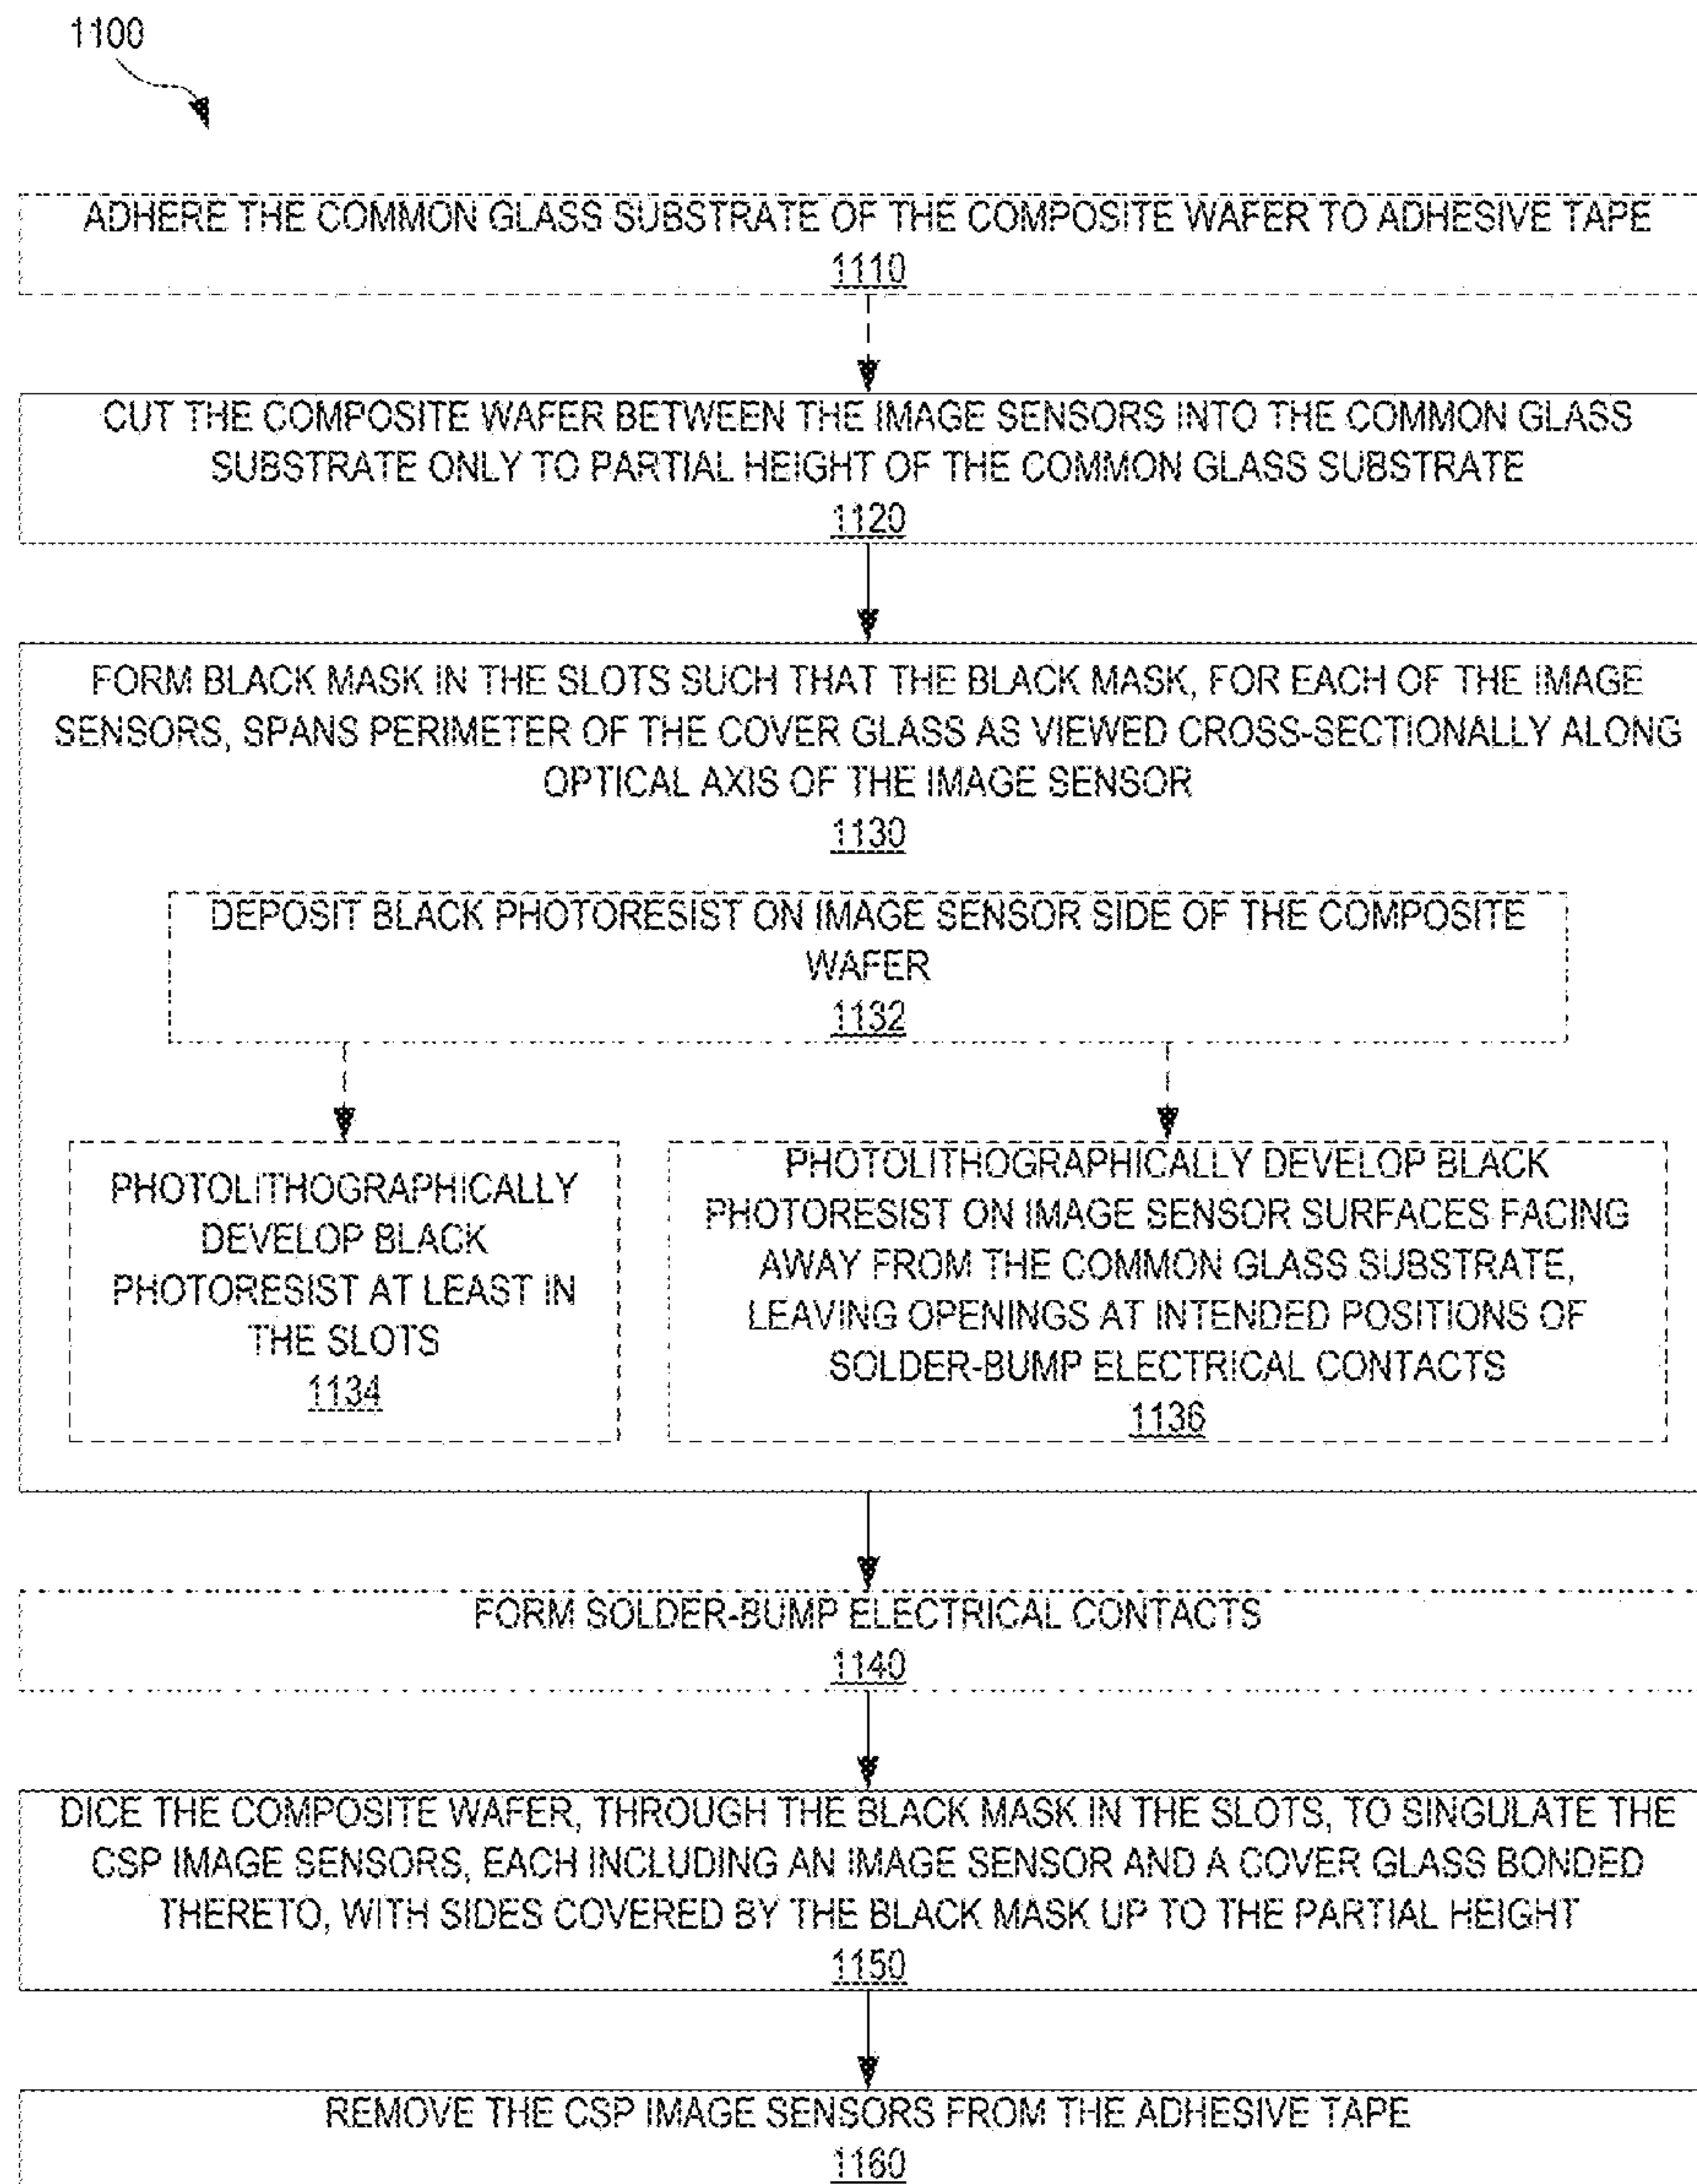 1100
ADHERE THE COMMON GLASS SUBSTRATE OF THE COMPOSITE WAFER TO ADHESIVE TAPE
1110
CUT THE COMPOSITE WAFER BETWEEN THE IMAGE SENSORS INTO THE COMMON GLASS
SUBSTRATE ONLY TO PARTIAL HEIGHT OF THE COMMON GLASS SUBSTRATE
1120
FORM BLACK MASK IN THE SLOTS SUCH THAT THE BLACK MASK, FOR EACH OF THE IMAGE
SENSORS, SPANS PERIMETER OF THE COVER GLASS AS VIEWED CROSS-SECTIONALLY ALONG
OPTICAL AXIS OF THE IMAGE SENSOR
1130
DEPOSIT BLACK PHOTORESIST ON IMAGE SENSOR SIDE OF THE COMPOSITE
WAFER
1132
PHOTOLITHOGRAPHICALLY
DEVELOP BLACK
PHOTORESIST AT LEAST IN
THE SLOTS
1134
PHOTOLITHOGRAPHICALLY DEVELOP BLACK
PHOTORESIST ON IMAGE SENSOR SURFACES FACING
AWAY FROM THE COMMON GLASS SUBSTRATE,
LEAVING OPENINGS AT INTENDED POSITIONS OF
SOLDER-BUMP ELECTRICAL CONTACTS
1136
FORM SOLDER-BUMP ELECTRICAL CONTACTS
1140
DICE THE COMPOSITE WAFER, THROUGH THE BLACK MASK IN THE SLOTS, TO SINGULATE THE
CSP IMAGE SENSORS, EACH INCLUDING AN IMAGE SENSOR AND A COVER GLASS BONDED
THERETO, WITH SIDES COVERED BY THE BLACK MASK UP TO THE PARTIAL HEIGHT
1150
REMOVE THE CSP IMAGE SENSORS FROM THE ADHESIVE TAPE
1160